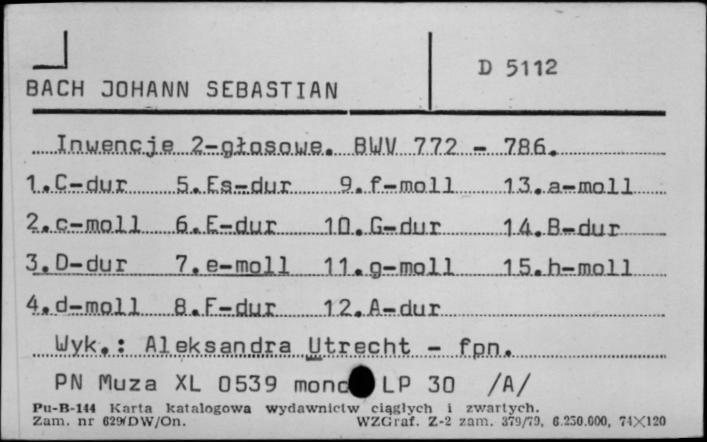 D 5112
BACH JOHANN SEBASTIAN
Inwencje 2-głosowe. BWV 772 - 786.
1.C-dur 5.Es-dur 9.f-moll 13.a-moll
2.c-moll 6.E-dur 10.G-dur 14.B-dur
3.D-dur 7.e-moll 11.g-moll 15.h-moll
4.d-moll 8.F-dur 12.A-dur
Wyk.: Aleksandra Utrecht - fpn.
PN Muza XL 0539 mono LP 30 /A/
Pu-B-144 Karta katalogowa wydawnictw ciągłych i zwartych.
Zam. nr 629/DW/On. WZGraf. Z-2 zam. 379/79, 6.250.000, 74×120